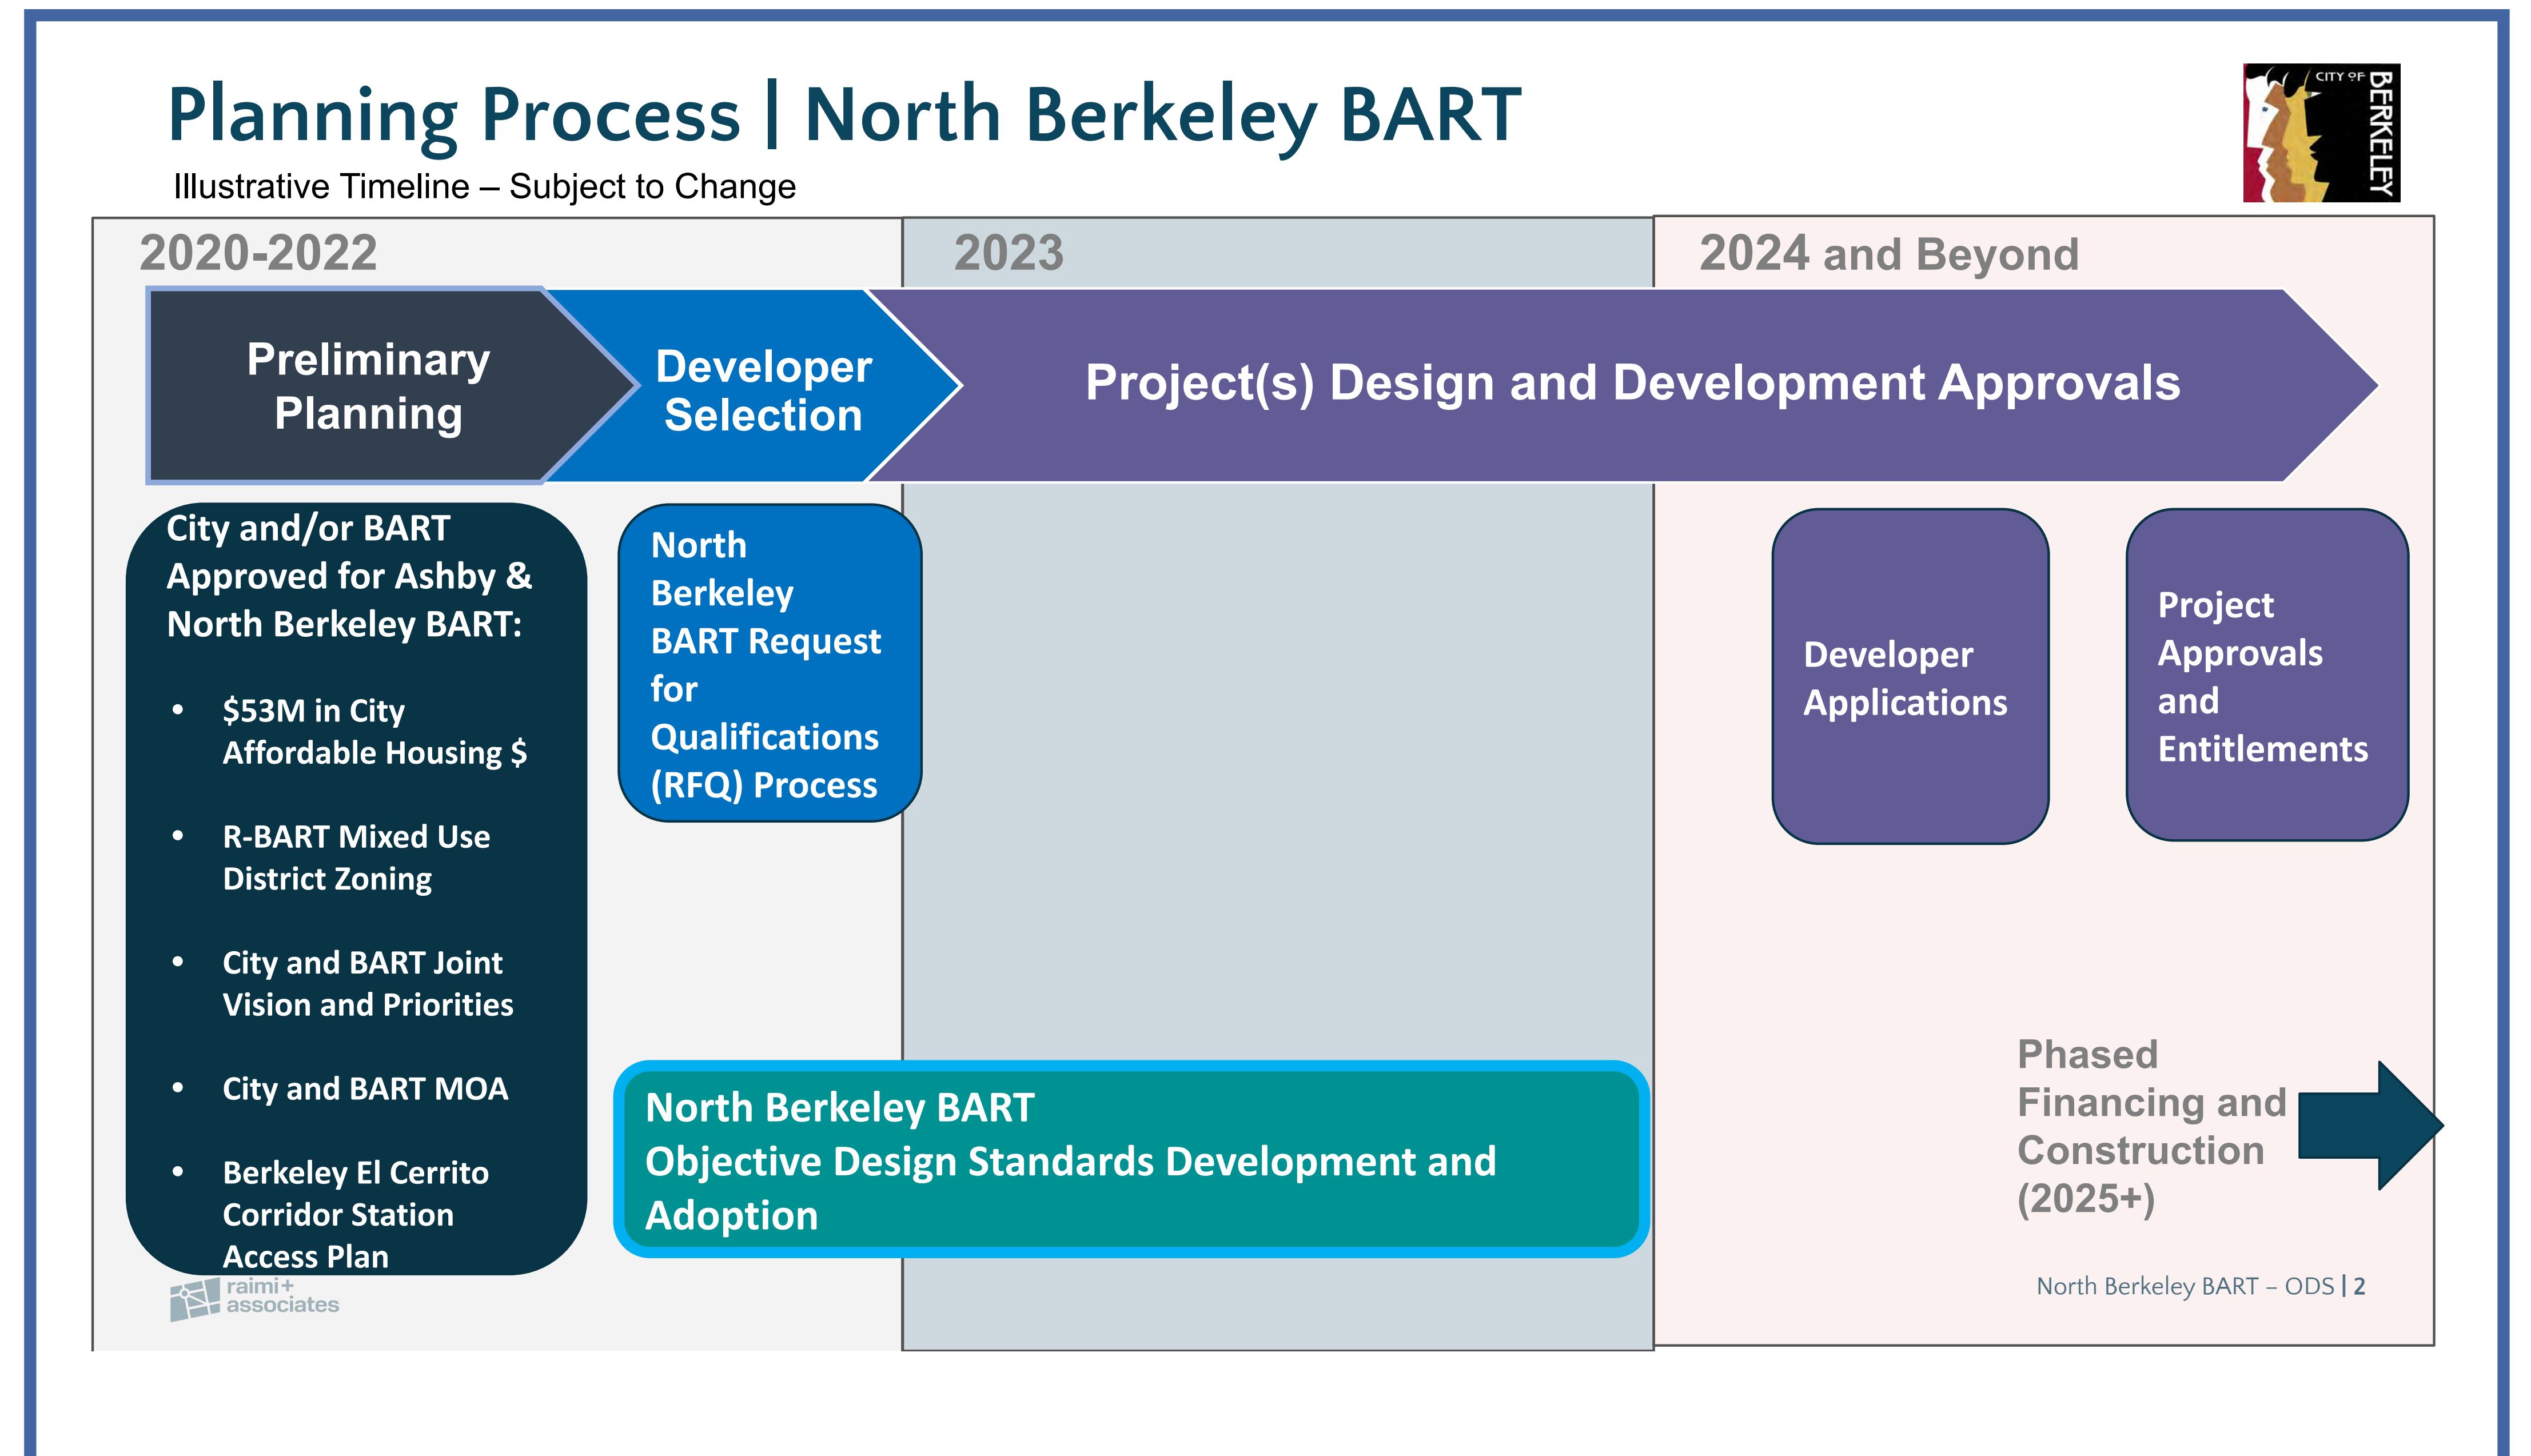 Planning Process | North Berkeley BART
Illustrative Timeline – Subject to Change
CITY OF
BERKELEY
2020-2022
2023
2024 and Beyond
Preliminary
Planning
Developer
Selection
Project(s) Design and Development Approvals
City and/or BART
Approved for Ashby &
North Berkeley BART:
• $53M in City
Affordable Housing $
• R-BART Mixed Use
District Zoning
• City and BART Joint
Vision and Priorities
• City and BART MOA
• Berkeley El Cerrito
Corridor Station
Access Plan
North
Berkeley
BART Request
for
Qualifications
(RFQ) Process
Developer
Applications
Project
Approvals
and
Entitlements
North Berkeley BART
Objective Design Standards Development and
Adoption
Phased
Financing and
Construction
(2025+)
raimi+
associates
North Berkeley BART – ODS | 2